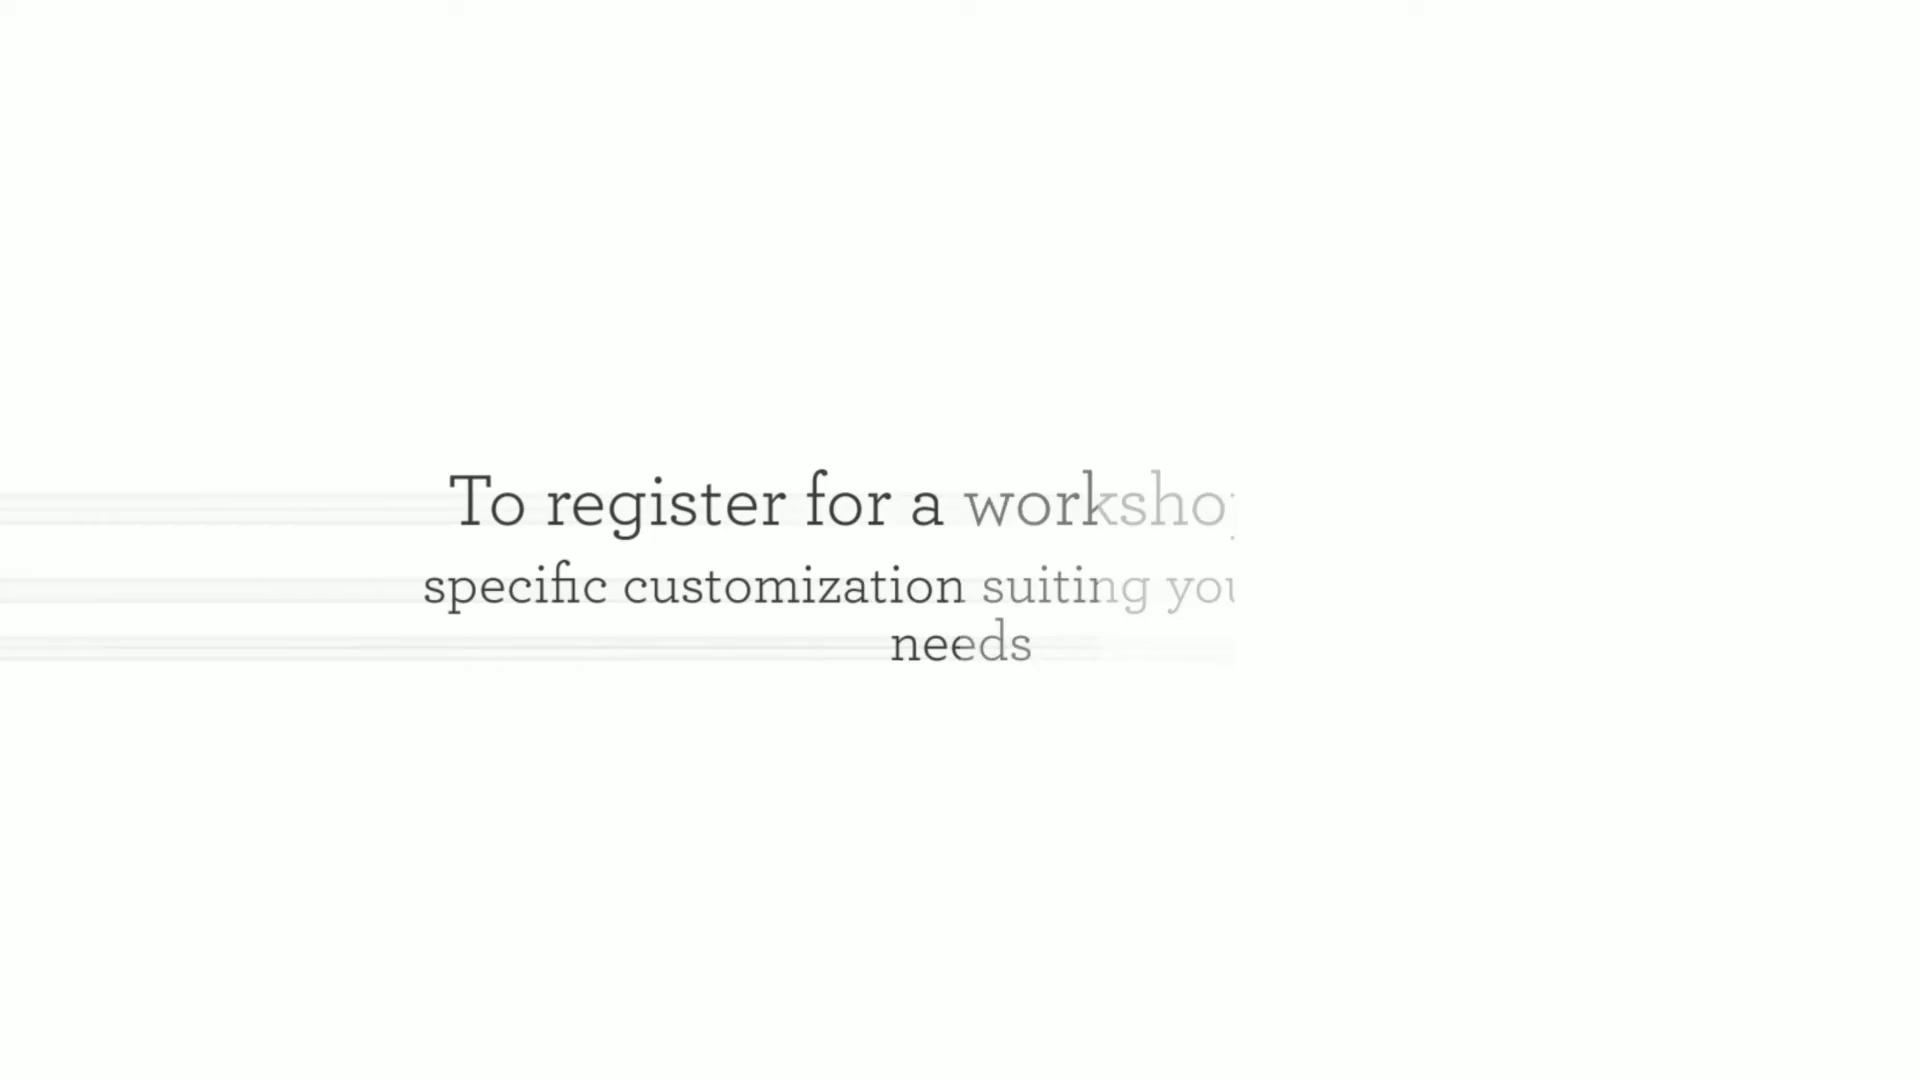 To register for a worksho
specific customization suiting you
needs